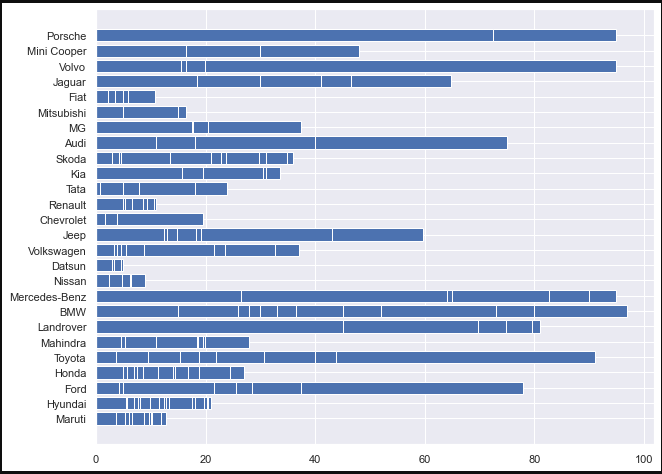 Porsche
Mini Cooper
Volvo
Jaguar
Fiat
Mitsubishi
MG
Audi
Skoda
Kia
Tata
Renault
Chevrolet
Jeep
Volkswagen
Datsun
Nissan
Mercedes-Benz
BMW
Landrover
Mahindra
Toyota
Honda
Ford
Hyundai
Maruti
0 20 40 60 80 100